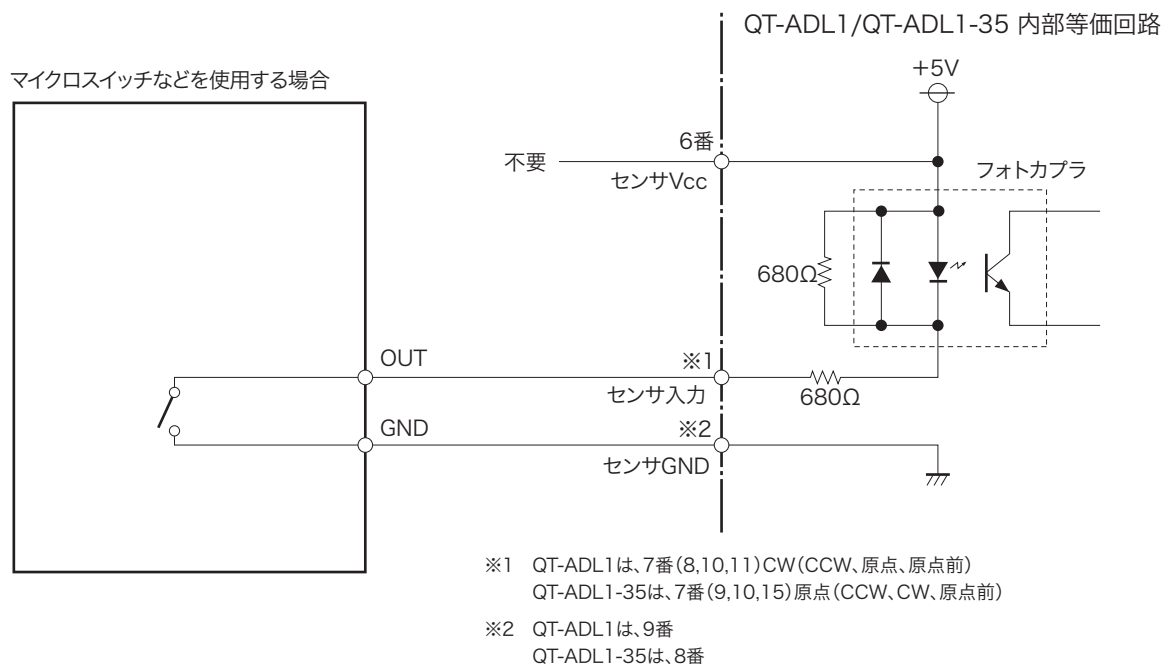 QT-ADL1/QT-ADL1-35 内部等価回路
マイクロスイッチなどを使用する場合
+5V
6番
不要
センサVcc
フォトカプラ
680Ω
OUT
※1
センサ入力
680Ω
GND
※2
センサGND
※1 QT-ADL1は、7番(8,10,11)CW(CCW、原点、原点前)
QT-ADL1-35は、7番(9,10,15)原点(CCW、CW、原点前)
※2 QT-ADL1は、9番
QT-ADL1-35は、8番